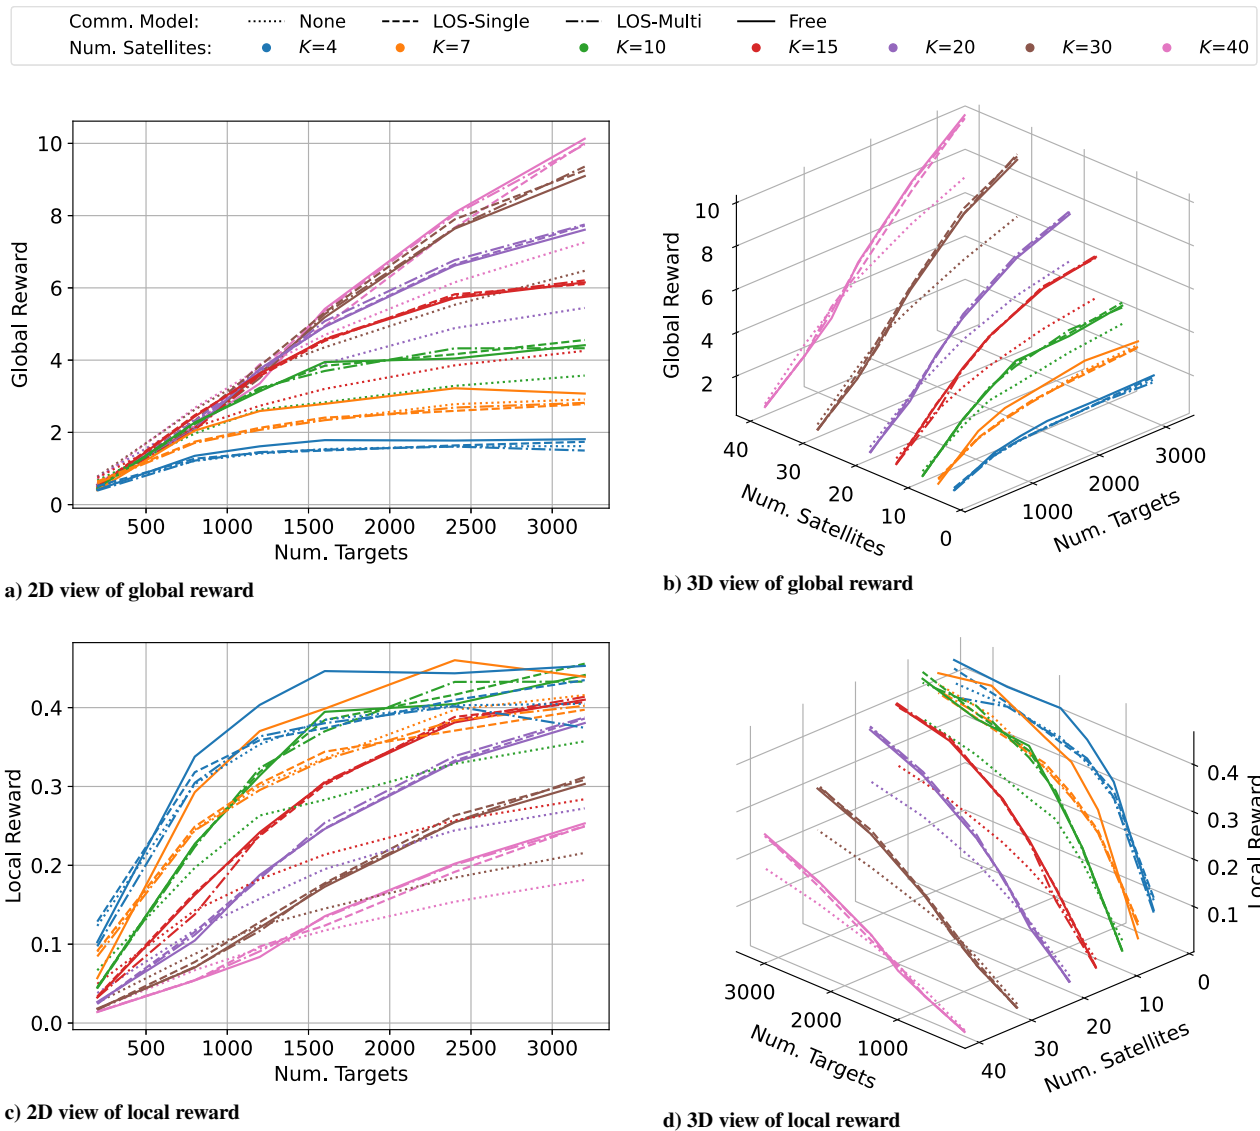 Comm. Model: None LOS-Single LOS-Multi Free
Num. Satellites: K=4 K=7 K=10 K=15 K=20 K=30 K=40
10
8
6
4
2
0
Global Reward
500 1000 1500 2000 2500 3000
Num. Targets
a) 2D view of global reward
10
8
6
4
2
Global Reward
40
30
20
10
0
Num. Satellites
1000
2000
3000
Num. Targets
b) 3D view of global reward
0.4
0.3
0.2
0.1
0.0
Local Reward
500 1000 1500 2000 2500 3000
Num. Targets
c) 2D view of local reward
0.4
0.3
0.2
0.1
Local Reward
3000
2000
1000
Num. Targets
40
30
20
10
0
Num. Satellites
d) 3D view of local reward